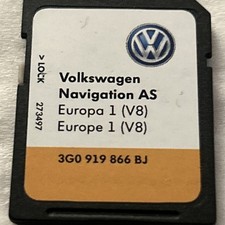 > LOCK
273497
Volkswagen
Navigation AS
Europa 1 (V8)
Europe 1 (V8)
3G0 919 866 BJ